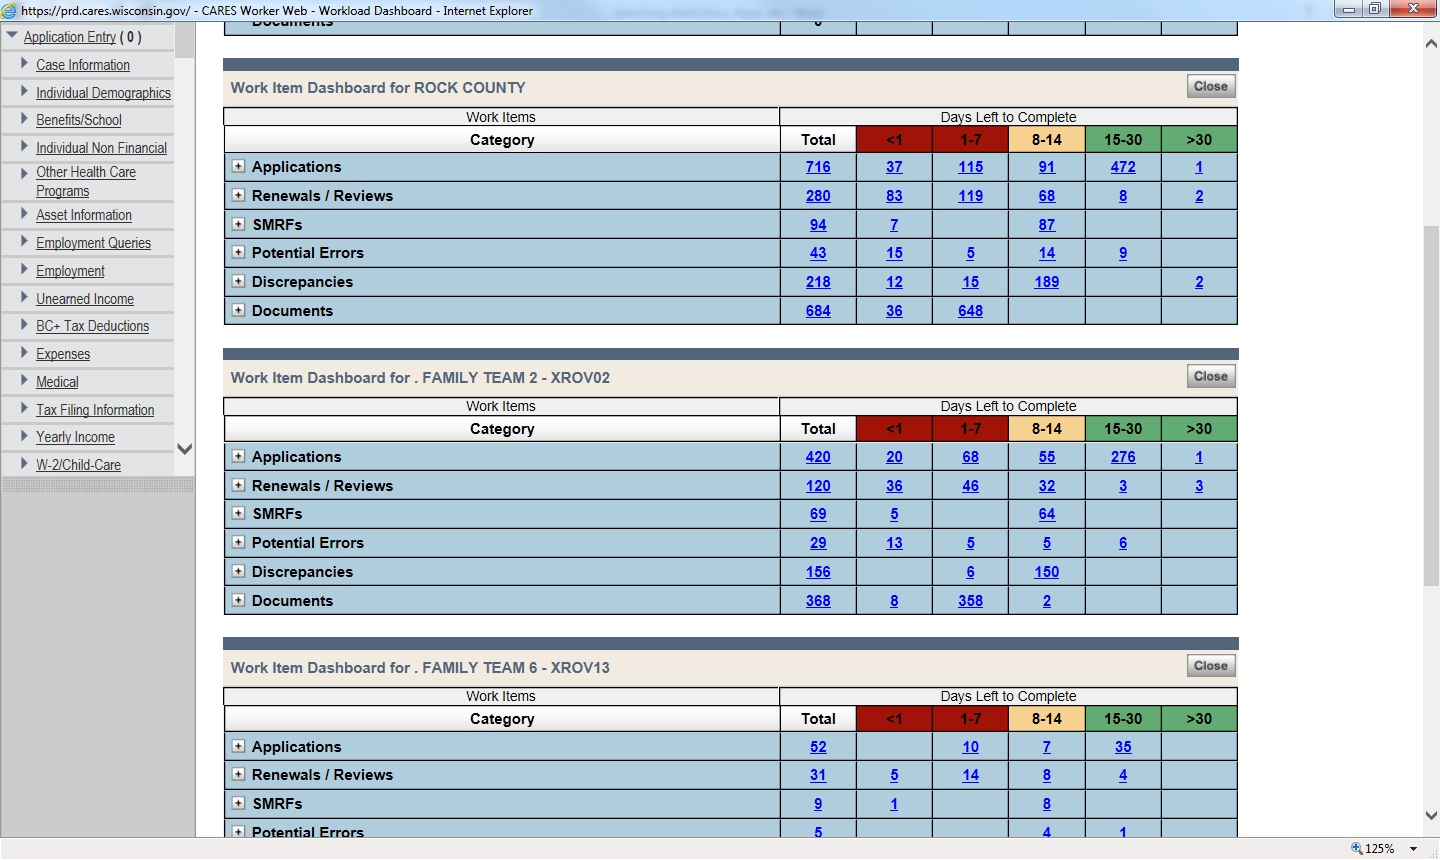 https://prd.cares.wisconsin.gov/ - CARES Worker Web - Workload Dashboard - Internet Explorer
Application Entry ( 0 )
Case Information
Individual Demographics
Benefits/School
Individual Non Financial
Other Health Care
Programs
Asset Information
Employment Queries
Employment
Unearned Income
BC+ Tax Deductions
Expenses
Medical
Tax Filing Information
Yearly Income
W-2/Child-Care
Documents 0
Work Item Dashboard for ROCK COUNTY Close
Work Items Days Left to Complete
Category Total <1 1-7 8-14 15-30 >30
Applications 716 37 115 91 472 1
Renewals / Reviews 280 83 119 68 8 2
SMRFs 94 7 87
Potential Errors 43 15 5 14 9
Discrepancies 218 12 15 189 2
Documents 684 36 648
Work Item Dashboard for . FAMILY TEAM 2 - XROV02 Close
Work Items Days Left to Complete
Category Total <1 1-7 8-14 15-30 >30
Applications 420 20 68 55 276 1
Renewals / Reviews 120 36 46 32 3 3
SMRFs 69 5 64
Potential Errors 29 13 5 5 6
Discrepancies 156 6 150
Documents 368 8 358 2
Work Item Dashboard for . FAMILY TEAM 6 - XROV13 Close
Work Items Days Left to Complete
Category Total <1 1-7 8-14 15-30 >30
Applications 52 10 7 35
Renewals / Reviews 31 5 14 8 4
SMRFs 9 1 8
Potential Errors 5 4 1
125%